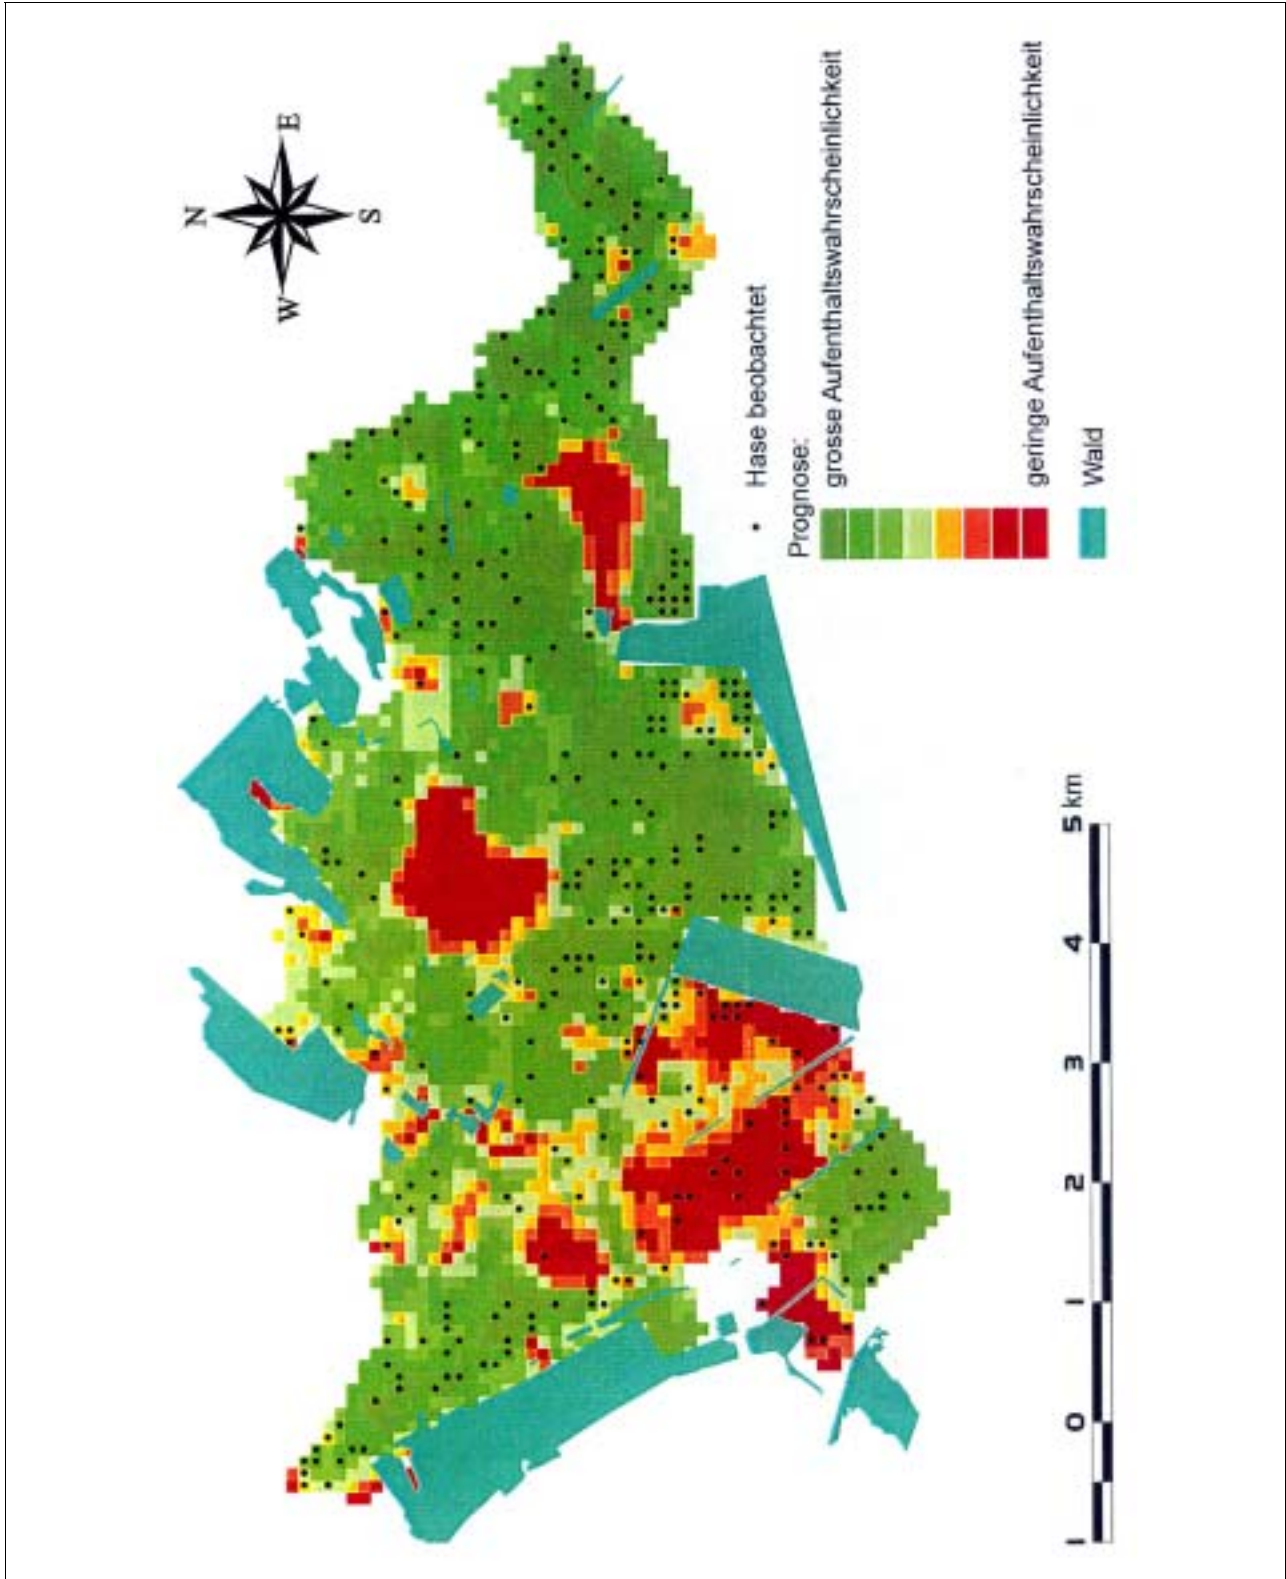 N
W
E
S
Hase beobachtet
Prognose:
grosse Aufenthaltswahrscheinlichkeit
geringe Aufenthaltswahrscheinlichkeit
Wald
1 0 1 2 3 4 5 km